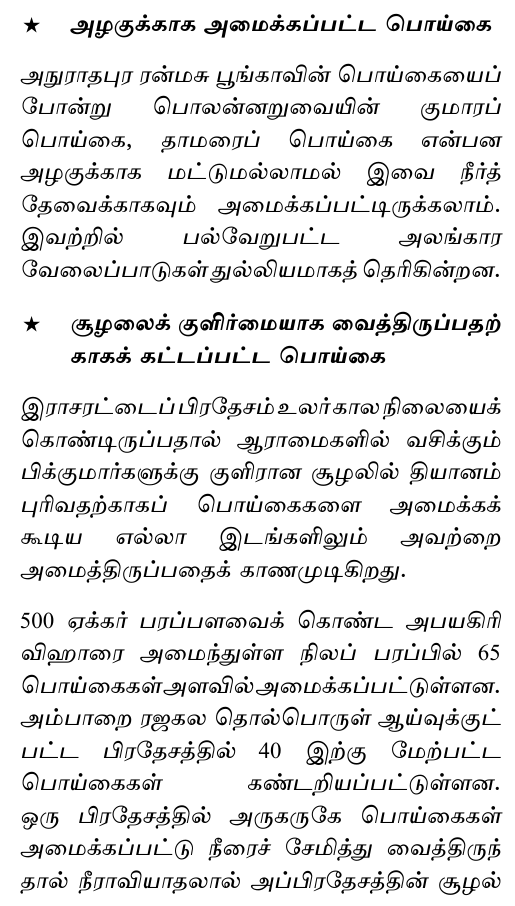 ★ அழகுக்காக அமைக்கப்பட்ட பொய்கை
அநுராதபுர ரன்மசு பூங்காவின் பொய்கையைப்
போன்று பொலன்னறுவையின் குமாரப்
பொய்கை, தாமரைப் பொய்கை என்பன
அழகுக்காக மட்டுமல்லாமல் இவை நீர்த்
தேவைக்காகவும் அமைக்கப்பட்டிருக்கலாம்.
இவற்றில் பல்வேறுபட்ட அலங்கார
வேலைப்பாடுகள் துல்லியமாகத் தெரிகின்றன.
★ சூழலைக் குளிர்மையாக வைத்திருப்பதற்
காகக் கட்டப்பட்ட பொய்கை
இராசரட்டைப் பிரதேசம் உலர் கால நிலையைக்
கொண்டிருப்பதால் ஆராமைகளில் வசிக்கும்
பிக்குமார்களுக்கு குளிரான சூழலில் தியானம்
புரிவதற்காகப் பொய்கைகளை அமைக்கக்
கூடிய எல்லா இடங்களிலும் அவற்றை
அமைத்திருப்பதைக் காணமுடிகிறது.
500 ஏக்கர் பரப்பளவைக் கொண்ட அபயகிரி
விஹாரை அமைந்துள்ள நிலப் பரப்பில் 65
பொய்கைகள் அளவில் அமைக்கப்பட்டுள்ளன.
அம்பாறை ரஜகல தொல்பொருள் ஆய்வுக்குட்
பட்ட பிரதேசத்தில் 40 இற்கு மேற்பட்ட
பொய்கைகள் கண்டறியப்பட்டுள்ளன.
ஒரு பிரதேசத்தில் அருகருகே பொய்கைகள்
அமைக்கப்பட்டு நீரைச் சேமித்து வைத்திருந்
தால் நீராவியாதலால் அப்பிரதேசத்தின் சூழல்